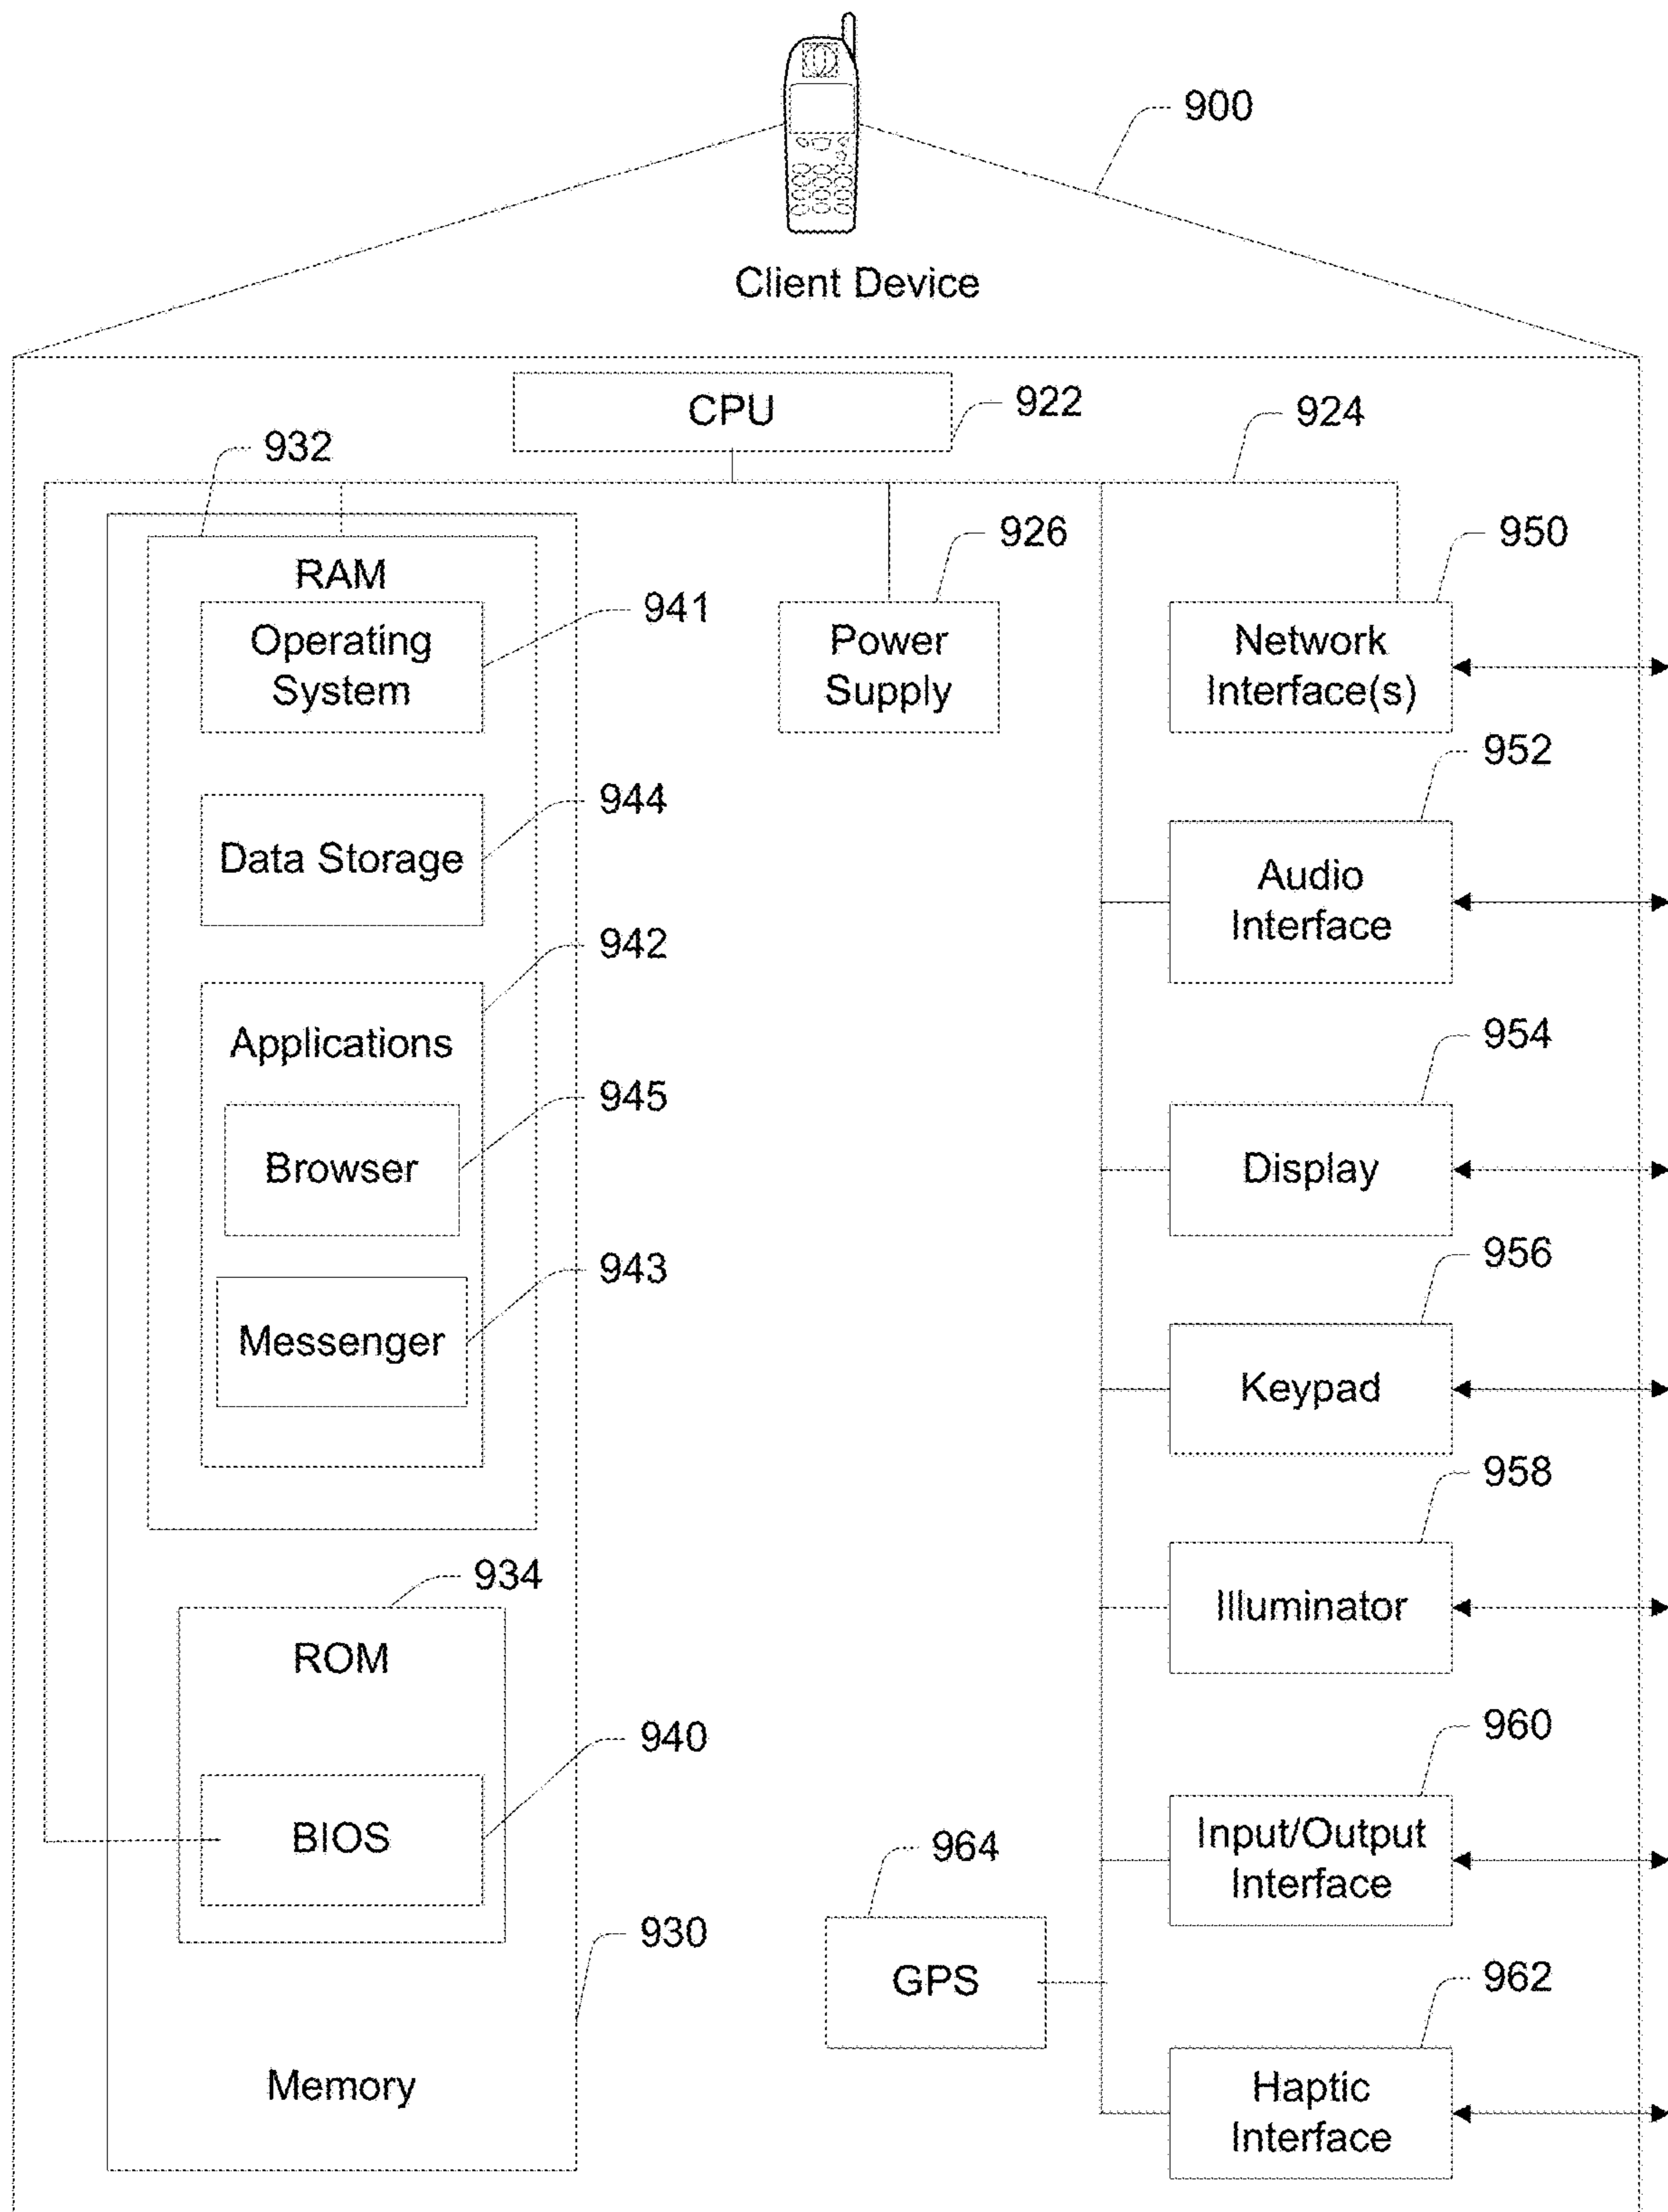 900
Client Device
CPU
922
924
932
RAM
926
950
Operating
System
941
Power
Supply
Network
Interface(s)
944
Data Storage
952
Audio
Interface
942
Applications
954
945
Browser
Display
943
Messenger
956
Keypad
958
Illuminator
934
ROM
940
BIOS
960
Input/Output
Interface
964
GPS
930
962
Haptic
Interface
Memory